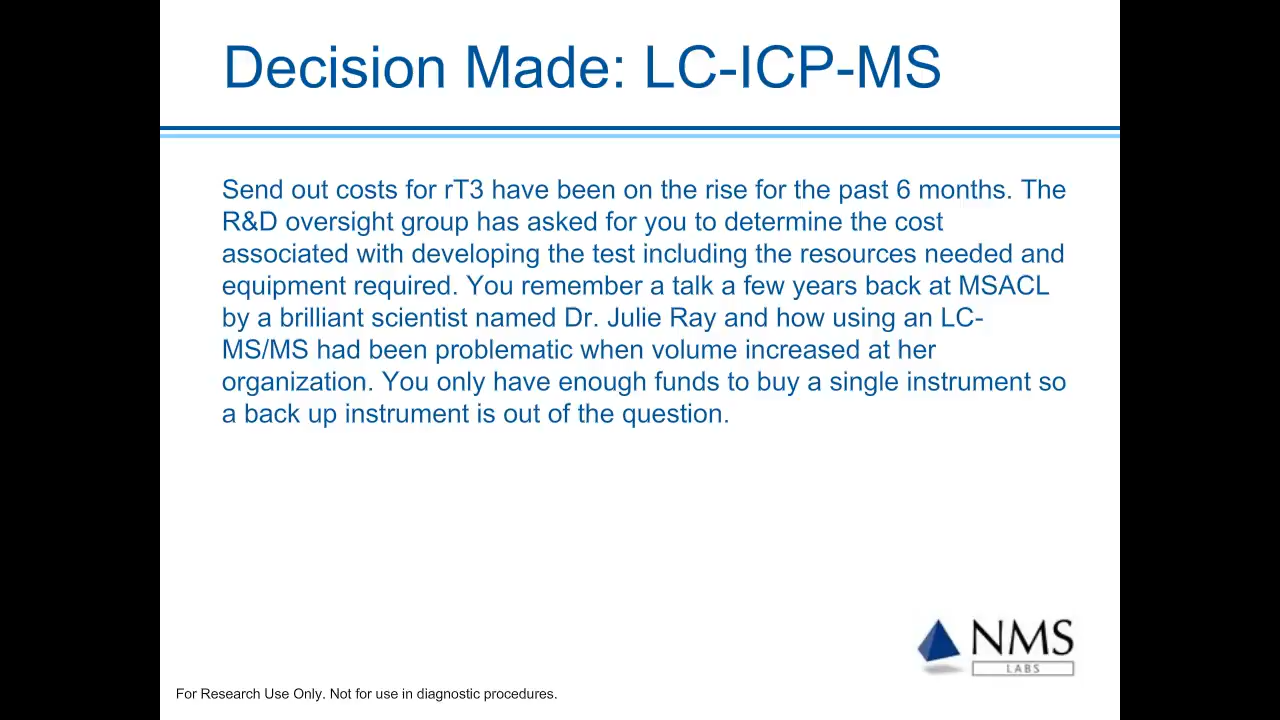 Decision Made: LC-ICP-MS
Send out costs for rT3 have been on the rise for the past 6 months. The
R&D oversight group has asked for you to determine the cost
associated with developing the test including the resources needed and
equipment required. You remember a talk a few years back at MSACL
by a brilliant scientist named Dr. Julie Ray and how using an LC-
MS/MS had been problematic when volume increased at her
organization. You only have enough funds to buy a single instrument so
a back up instrument is out of the question.
NMS
LABS
For Research Use Only. Not for use in diagnostic procedures.